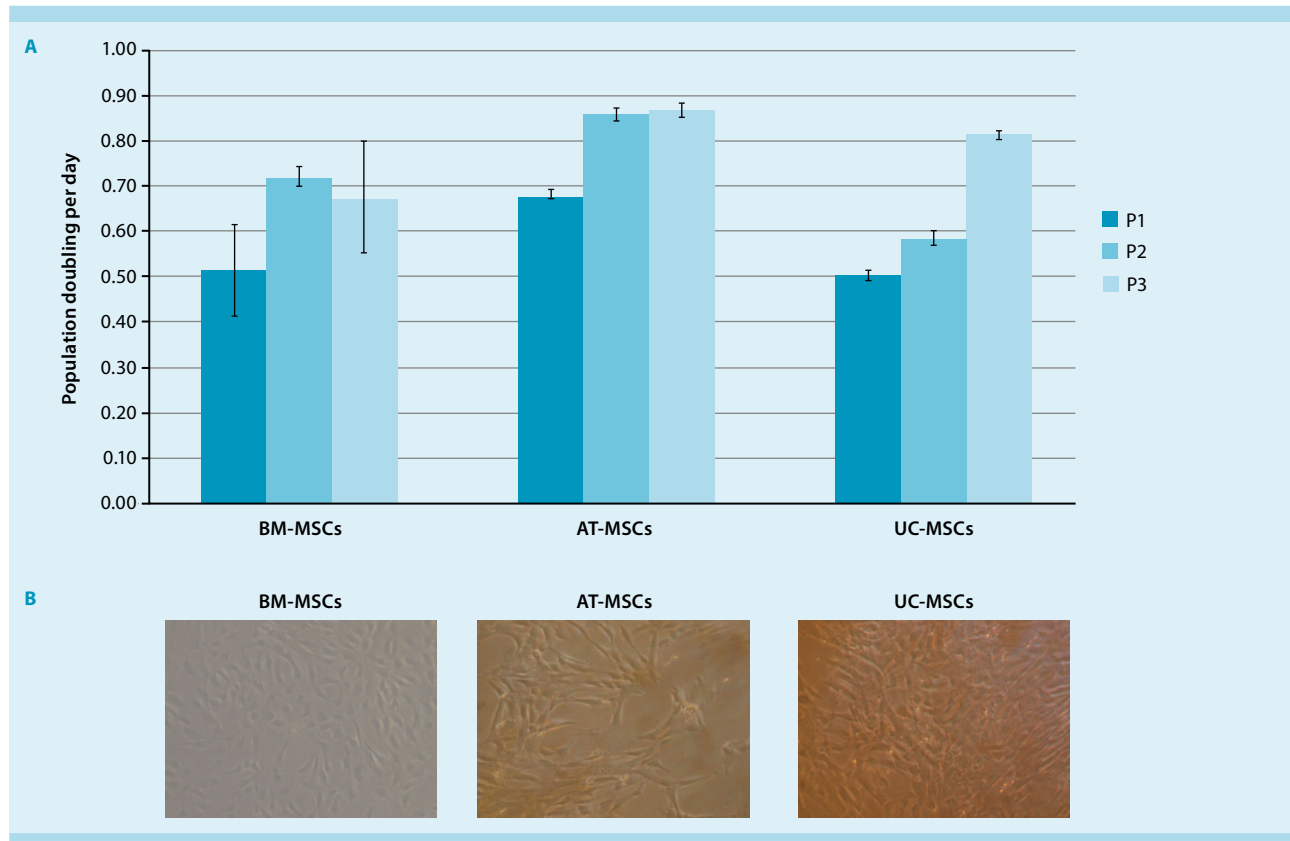 A
Population doubling per day
1.00
0.90
0.80
0.70
0.60
0.50
0.40
0.30
0.20
0.10
0.00
BM-MSCs
AT-MSCs
UC-MSCs
P1
P2
P3
B
BM-MSCs
AT-MSCs
UC-MSCs